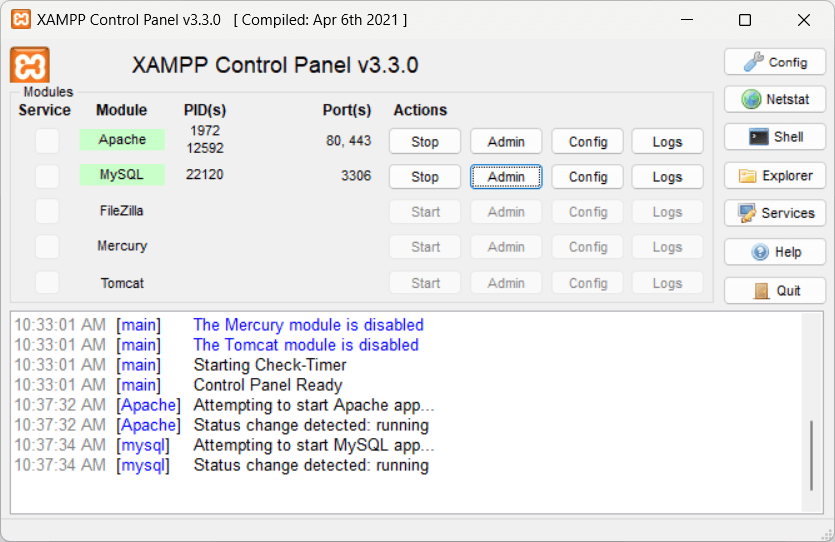 XAMPP Control Panel v3.3.0 [ Compiled: Apr 6th 2021 ]
XAMPP Control Panel v3.3.0
Config
Modules
Service Module PID(s) Port(s) Actions
Netstat
Apache 1972 12592 80, 443 Stop Admin Config Logs
Shell
MySQL 22120 3306 Stop Admin Config Logs
Explorer
FileZilla Start Admin Config Logs
Services
Mercury Start Admin Config Logs
Help
Tomcat Start Admin Config Logs
Quit
10:33:01 AM [main] The Mercury module is disabled
10:33:01 AM [main] The Tomcat module is disabled
10:33:01 AM [main] Starting Check-Timer
10:33:01 AM [main] Control Panel Ready
10:37:32 AM [Apache] Attempting to start Apache app...
10:37:32 AM [Apache] Status change detected: running
10:37:34 AM [mysql] Attempting to start MySQL app...
10:37:34 AM [mysql] Status change detected: running